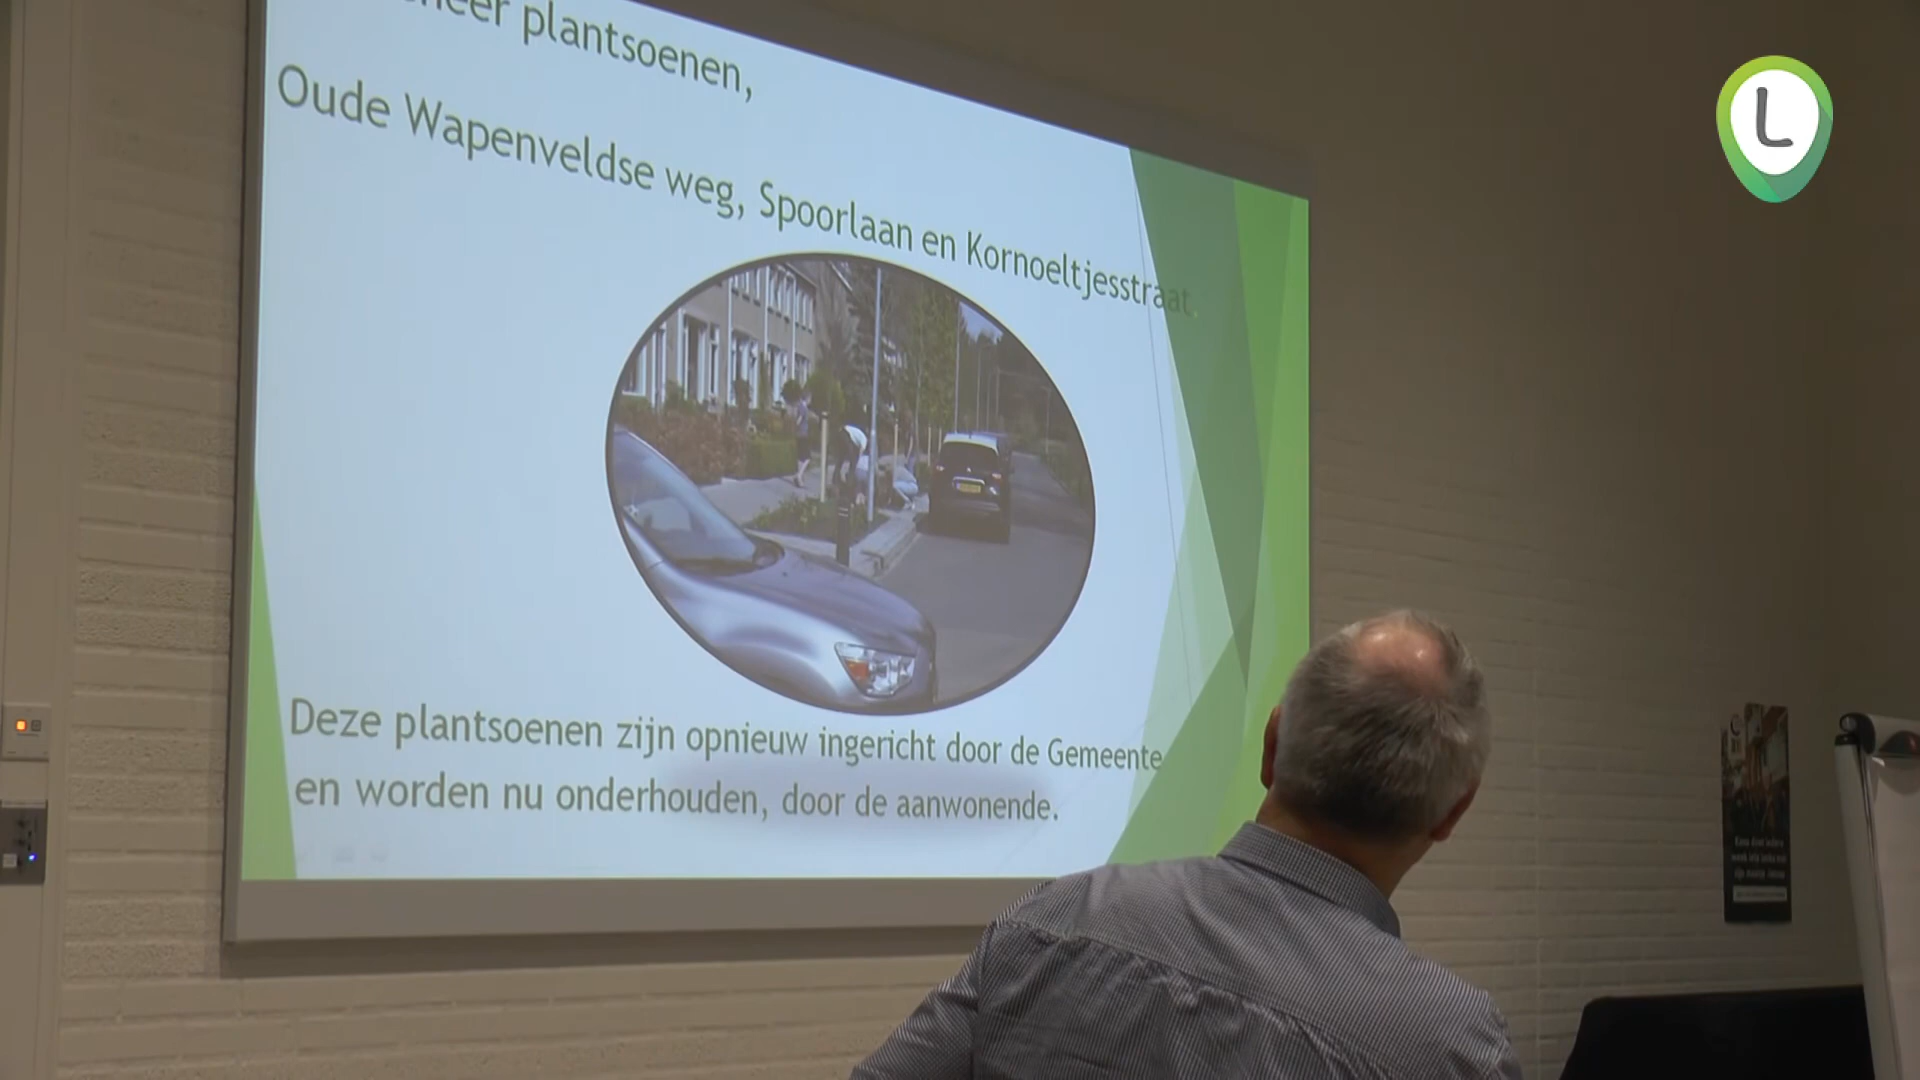 plantsoenen,
Oude Wapenveldse weg, Spoorlaan en Kornoeltjesstraat.
Deze plantsoenen zijn opnieuw ingericht door de Gemeente
en worden nu onderhouden, door de aanwonende.
L